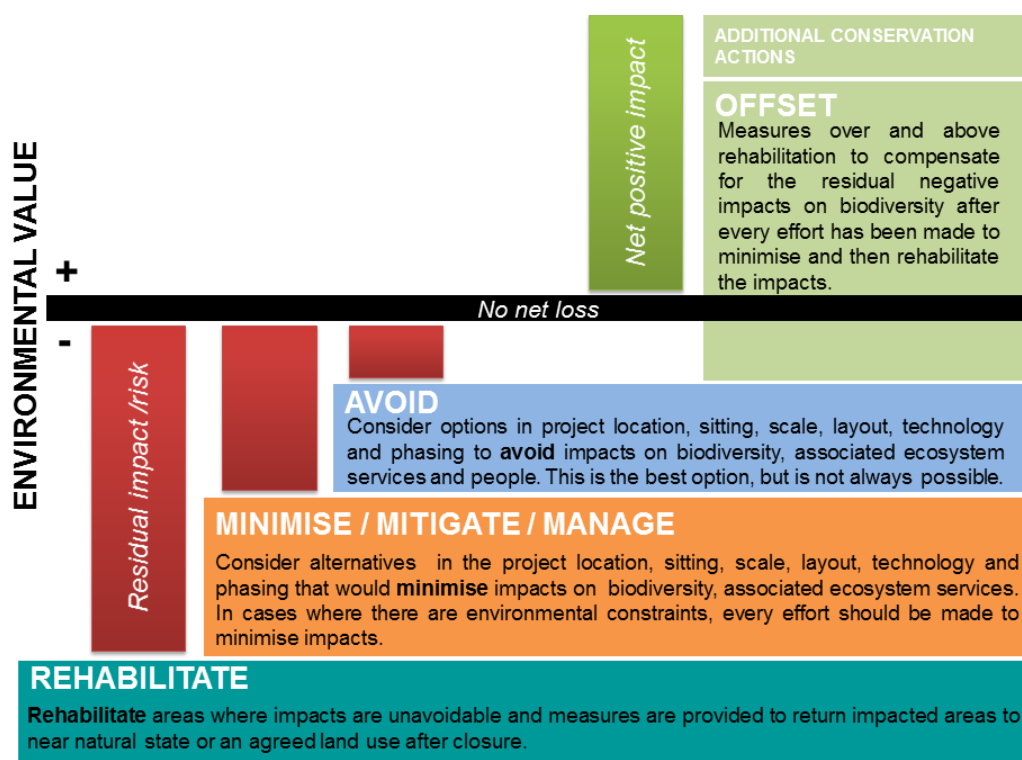 ADDITIONAL CONSERVATION
ACTIONS
OFFSET
Measures over and above
rehabilitation to compensate
for the residual negative
impacts on biodiversity after
every effort has been made to
minimise and then rehabilitate
the impacts.
Net positive impact
ENVIRONMENTAL VALUE
+
No net loss
-
Residual impact /risk
AVOID
Consider options in project location, sitting, scale, layout, technology
and phasing to avoid impacts on biodiversity, associated ecosystem
services and people. This is the best option, but is not always possible.
MINIMISE / MITIGATE / MANAGE
Consider alternatives in the project location, sitting, scale, layout, technology and
phasing that would minimise impacts on biodiversity, associated ecosystem services.
In cases where there are environmental constraints, every effort should be made to
minimise impacts.
REHABILITATE
Rehabilitate areas where impacts are unavoidable and measures are provided to return impacted areas to
near natural state or an agreed land use after closure.